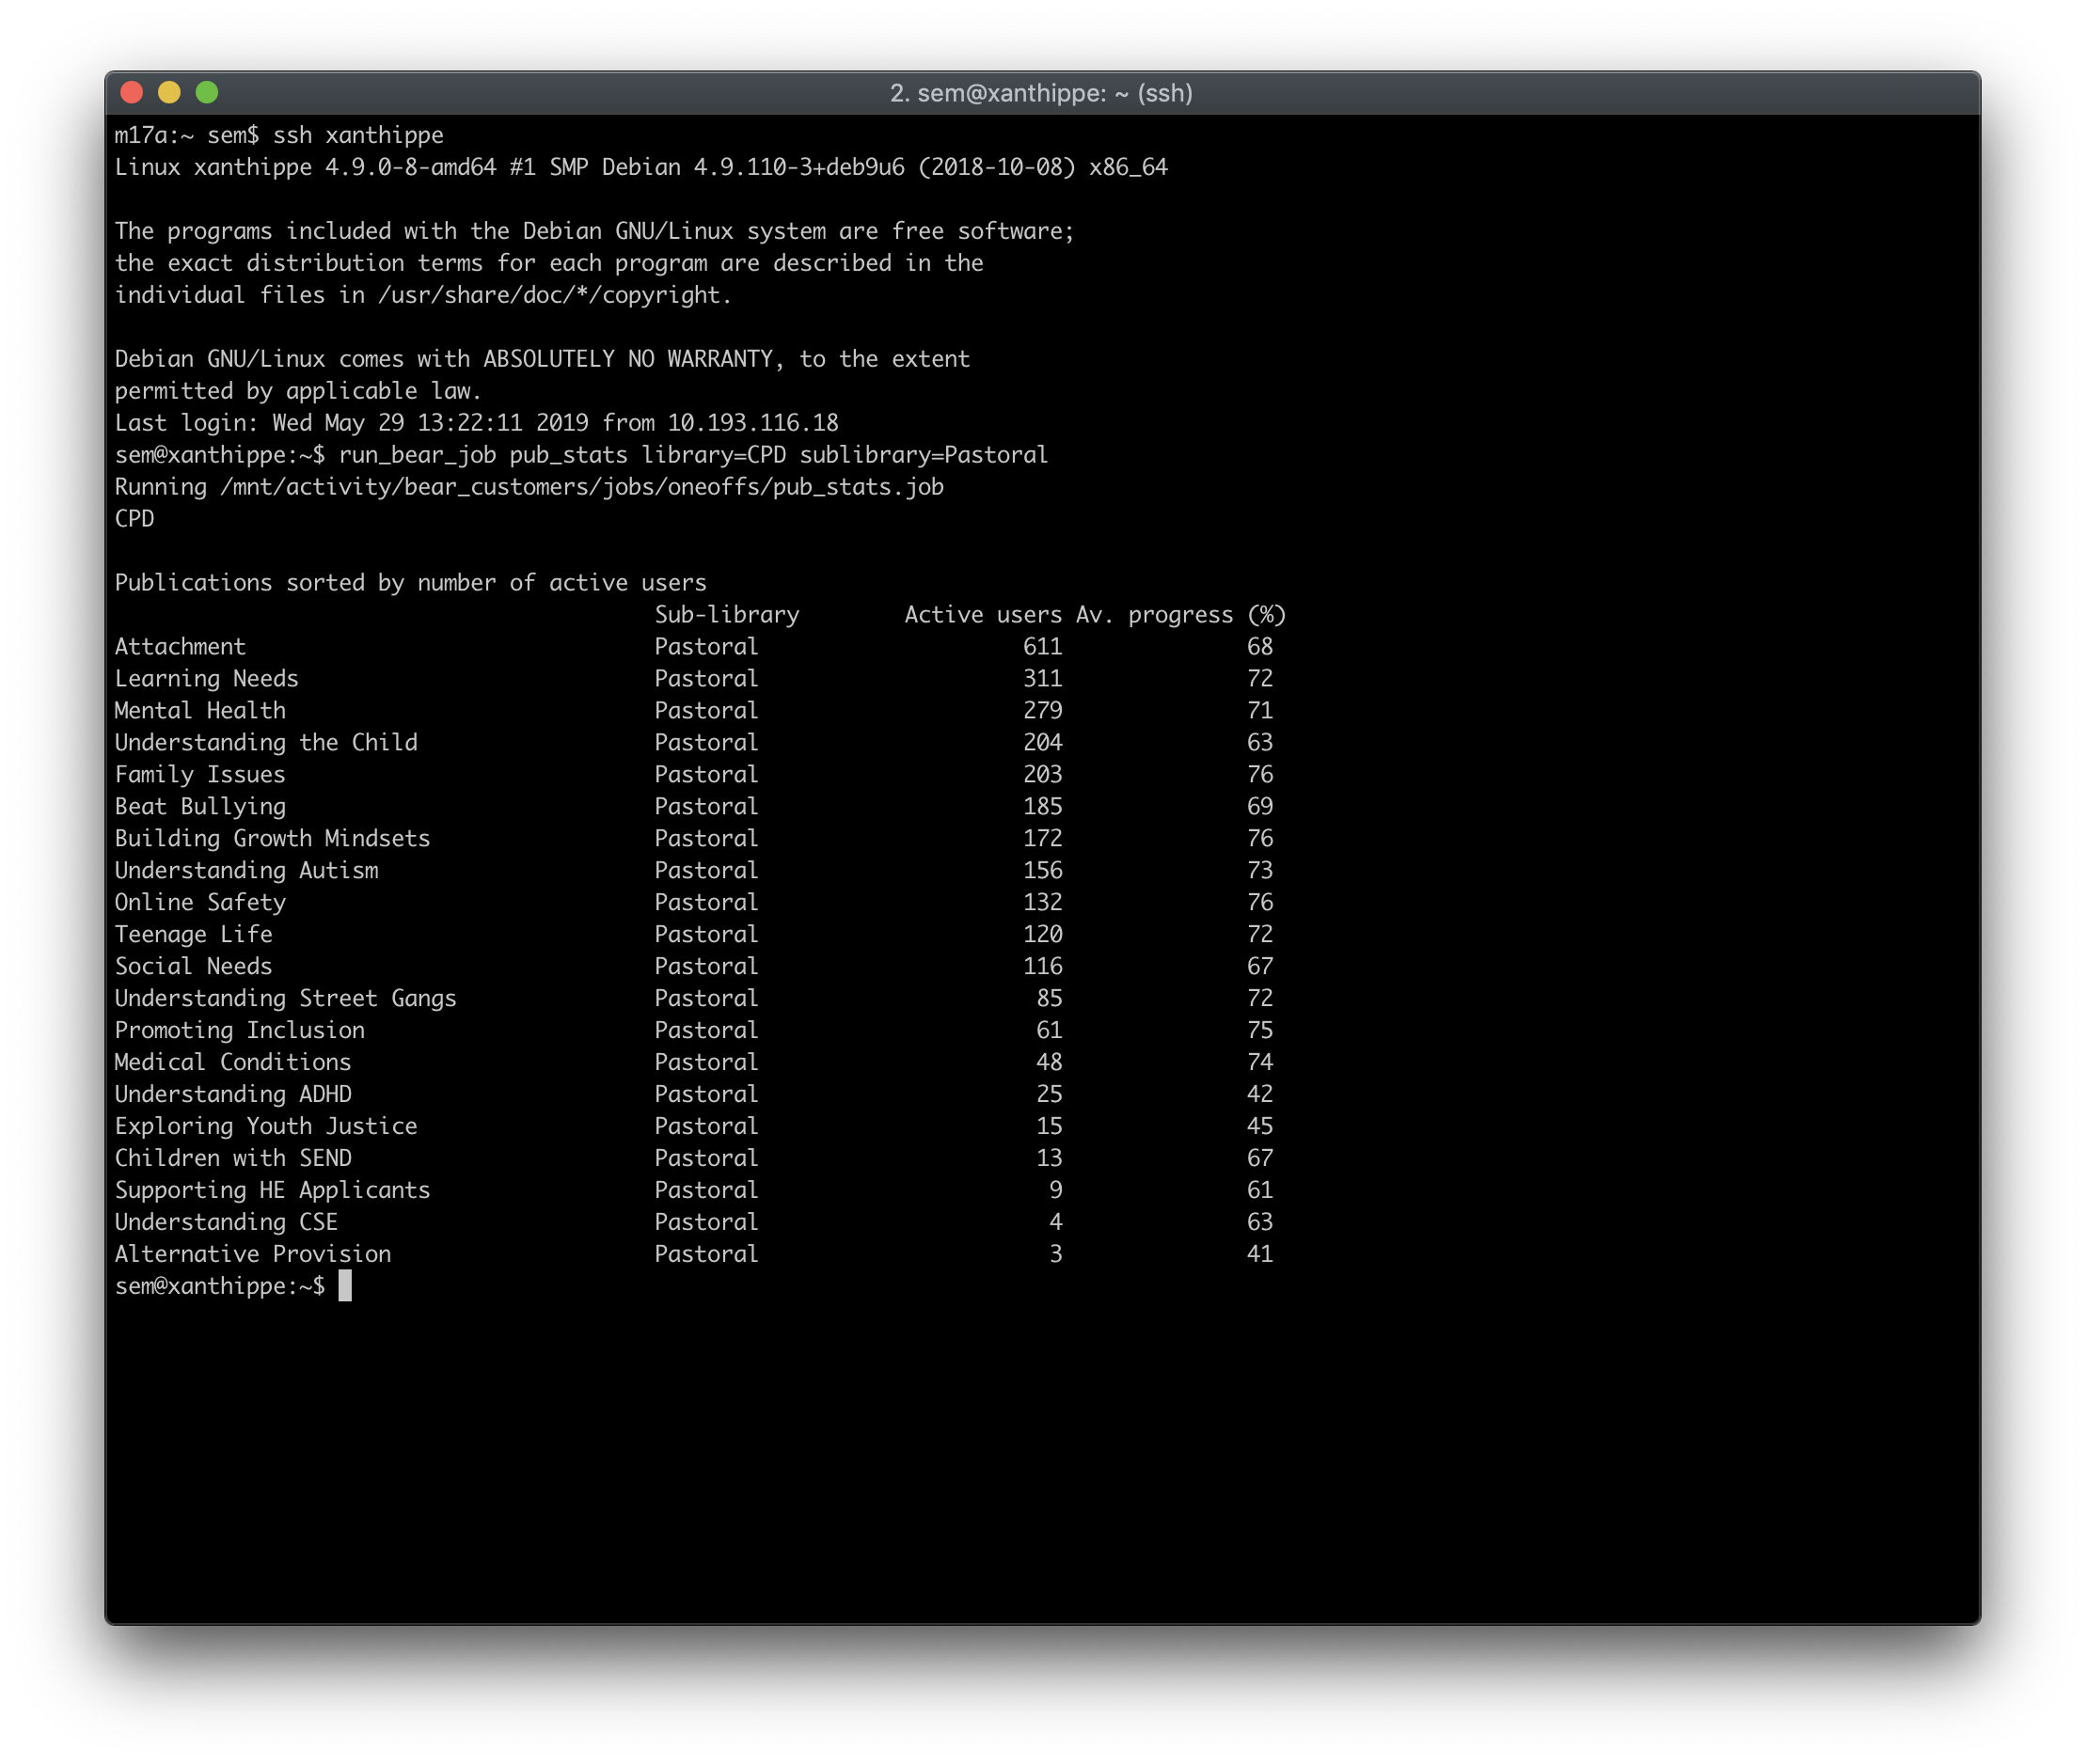 2. sem@xanthippe: ~ (ssh)
m17a:~ sem$ ssh xanthippe
Linux xanthippe 4.9.0-8-amd64 #1 SMP Debian 4.9.110-3+deb9u6 (2018-10-08) x86_64
The programs included with the Debian GNU/Linux system are free software;
the exact distribution terms for each program are described in the
individual files in /usr/share/doc/*/copyright.
Debian GNU/Linux comes with ABSOLUTELY NO WARRANTY, to the extent
permitted by applicable law.
Last login: Wed May 29 13:22:11 2019 from 10.193.116.18
sem@xanthippe:~$ run_bear_job pub_stats library=CPD sublibrary=Pastoral
Running /mnt/activity/bear_customers/jobs/oneoffs/pub_stats.job
CPD
Publications sorted by number of active users
Sub-library Active users Av. progress (%)
Attachment Pastoral 611 68
Learning Needs Pastoral 311 72
Mental Health Pastoral 279 71
Understanding the Child Pastoral 204 63
Family Issues Pastoral 203 76
Beat Bullying Pastoral 185 69
Building Growth Mindsets Pastoral 172 76
Understanding Autism Pastoral 156 73
Online Safety Pastoral 132 76
Teenage Life Pastoral 120 72
Social Needs Pastoral 116 67
Understanding Street Gangs Pastoral 85 72
Promoting Inclusion Pastoral 61 75
Medical Conditions Pastoral 48 74
Understanding ADHD Pastoral 25 42
Exploring Youth Justice Pastoral 15 45
Children with SEND Pastoral 13 67
Supporting HE Applicants Pastoral 9 61
Understanding CSE Pastoral 4 63
Alternative Provision Pastoral 3 41
sem@xanthippe:~$